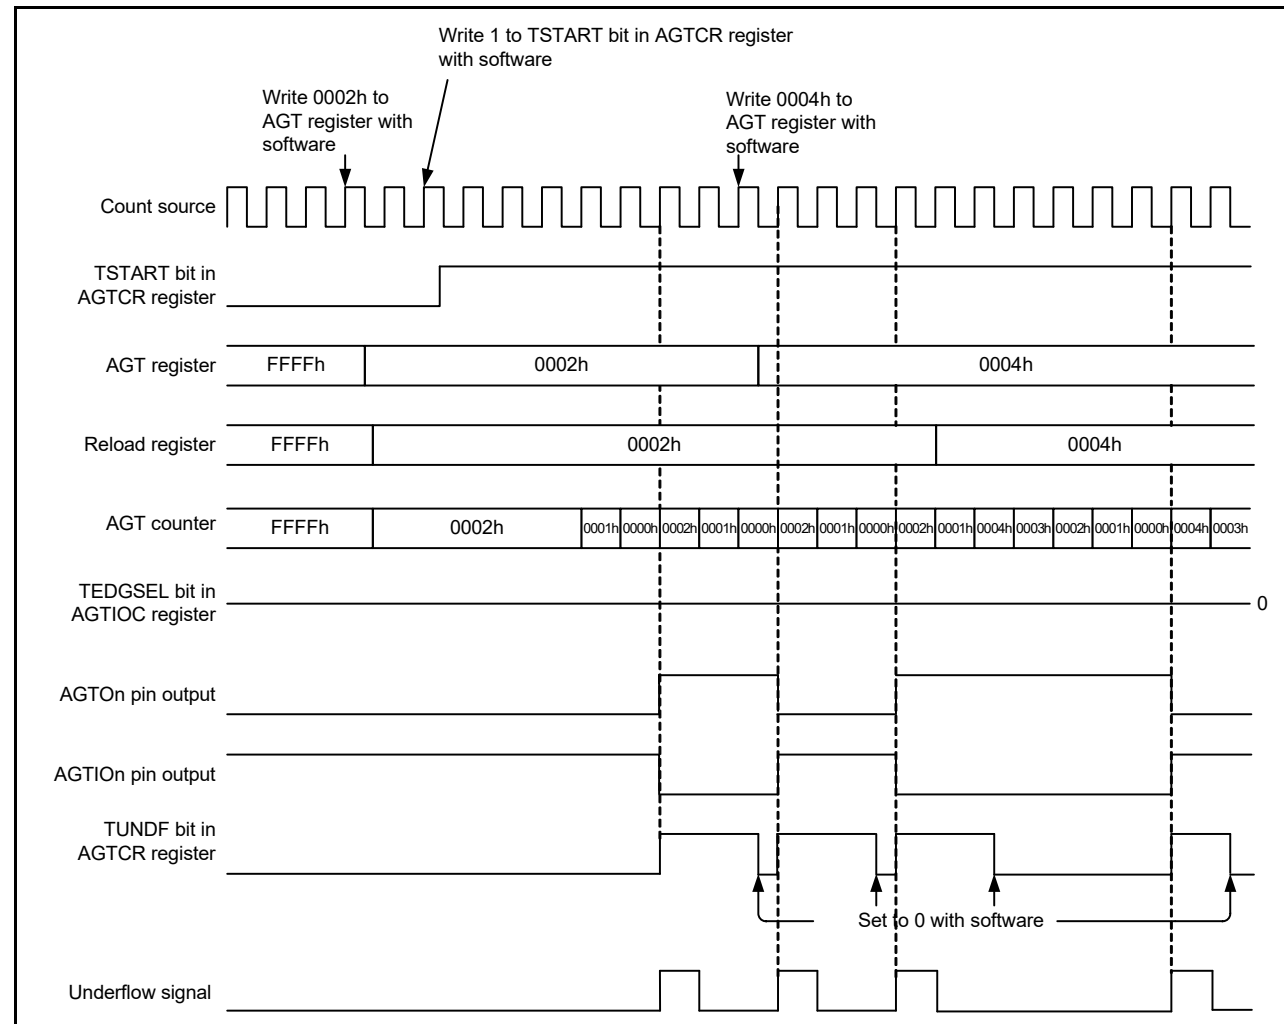 Write 1 to TSTART bit in AGTCR register
with software
Write 0002h to
AGT register with
software
Write 0004h to
AGT register with
software
Count source
TSTART bit in
AGTCR register
AGT register
FFFFh
0002h
0004h
Reload register
FFFFh
0002h
0004h
AGT counter
FFFFh
0002h
0001h
0000h
0002h
0001h
0000h
0002h
0001h
0000h
0002h
0001h
0004h
0003h
0002h
0001h
0000h
0004h
0003h
TEDGSEL bit in
AGTIOC register
0
AGTOn pin output
AGTIOn pin output
TUNDF bit in
AGTCR register
Set to 0 with software
Underflow signal